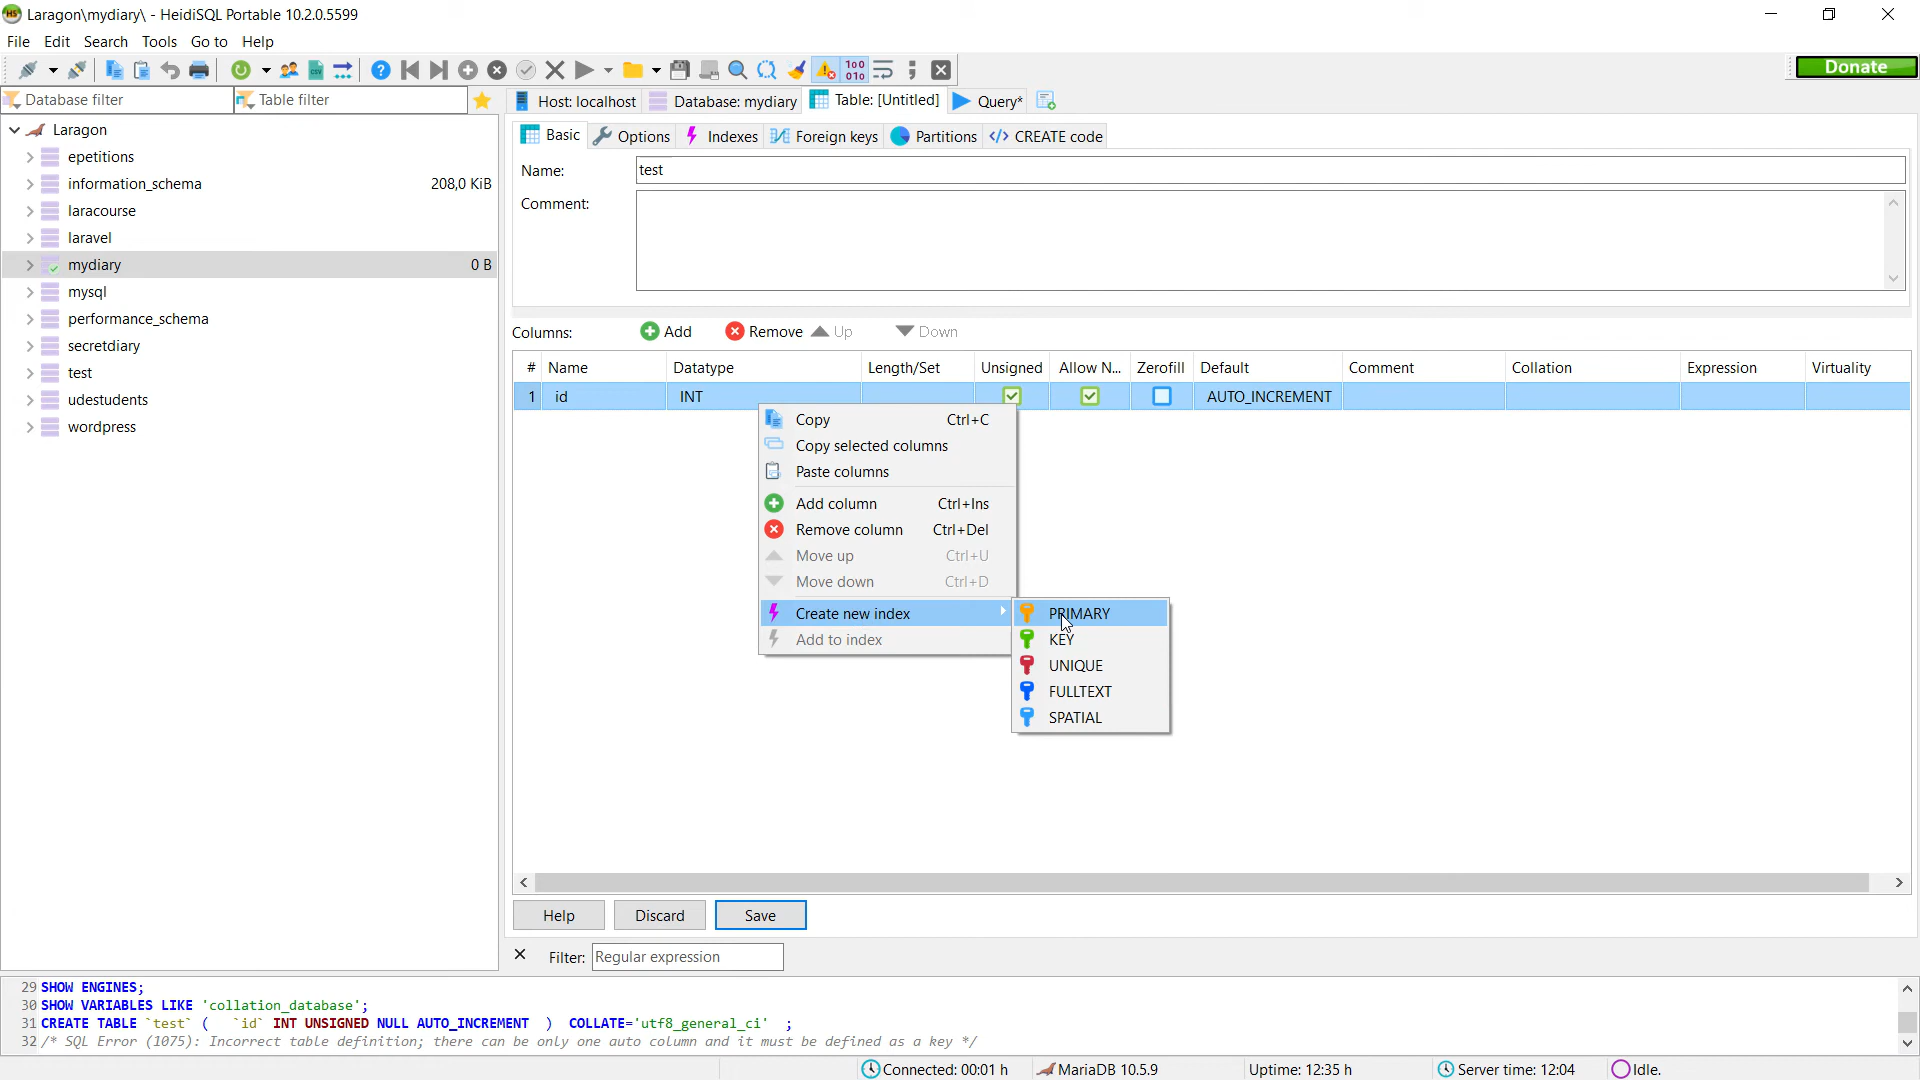 Laragon\mydiary\ - HeidiSQL Portable 10.2.0.5599
File Edit Search Tools Go to Help
Donate
Database filter Table filter
Host: localhost Database: mydiary Table: [Untitled] Query*
Laragon
epetitions
information_schema 208,0 KiB
laracourse
laravel
mydiary 0 B
mysql
performance_schema
secretdiary
test
udestudents
wordpress
Basic Options Indexes Foreign keys Partitions </> CREATE code
Name: test
Comment:
Columns: Add Remove Up Down
# Name Datatype Length/Set Unsigned Allow N... Zerofill Default Comment Collation Expression Virtuality
1 id INT AUTO_INCREMENT
Copy Ctrl+C
Copy selected columns
Paste columns
Add column Ctrl+Ins
Remove column Ctrl+Del
Move up Ctrl+U
Move down Ctrl+D
Create new index
Add to index
PRIMARY
KEY
UNIQUE
FULLTEXT
SPATIAL
Help Discard Save
Filter: Regular expression
29 SHOW ENGINES;
30 SHOW VARIABLES LIKE 'collation_database';
31 CREATE TABLE `test` ( `id` INT UNSIGNED NULL AUTO_INCREMENT ) COLLATE='utf8_general_ci' ;
32 /* SQL Error (1075): Incorrect table definition; there can be only one auto column and it must be defined as a key */
Connected: 00:01 h MariaDB 10.5.9 Uptime: 12:35 h Server time: 12:04 Idle.